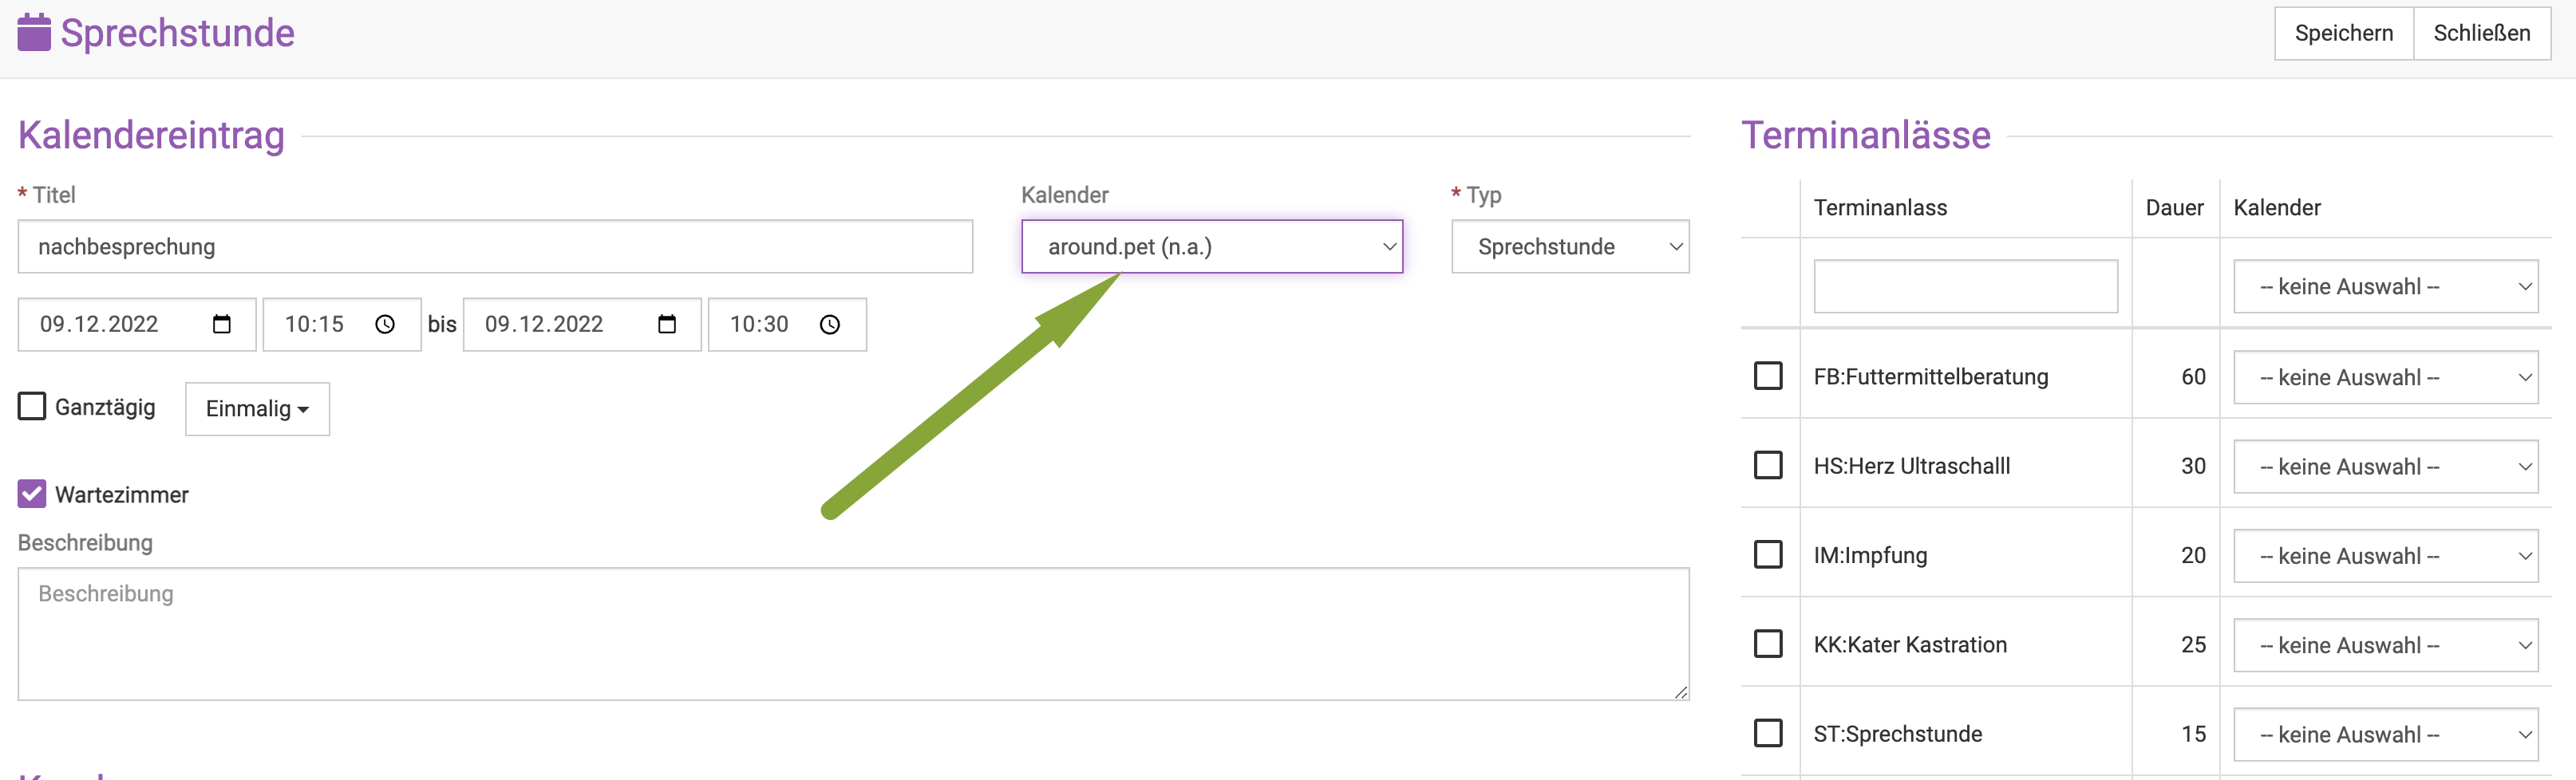 Sprechstunde
Speichern
Schließen
Kalendereintrag
* Titel
Kalender
* Typ
nachbesprechung
around.pet (n.a.)
Sprechstunde
09.12.2022 10:15 bis 09.12.2022 10:30
Ganztägig
Einmalig
Wartezimmer
Beschreibung
Beschreibung
Terminanlässe
Terminanlass Dauer Kalender
-- keine Auswahl --
FB:Futtermittelberatung 60 -- keine Auswahl --
HS:Herz Ultraschalll 30 -- keine Auswahl --
IM:Impfung 20 -- keine Auswahl --
KK:Kater Kastration 25 -- keine Auswahl --
ST:Sprechstunde 15 -- keine Auswahl --